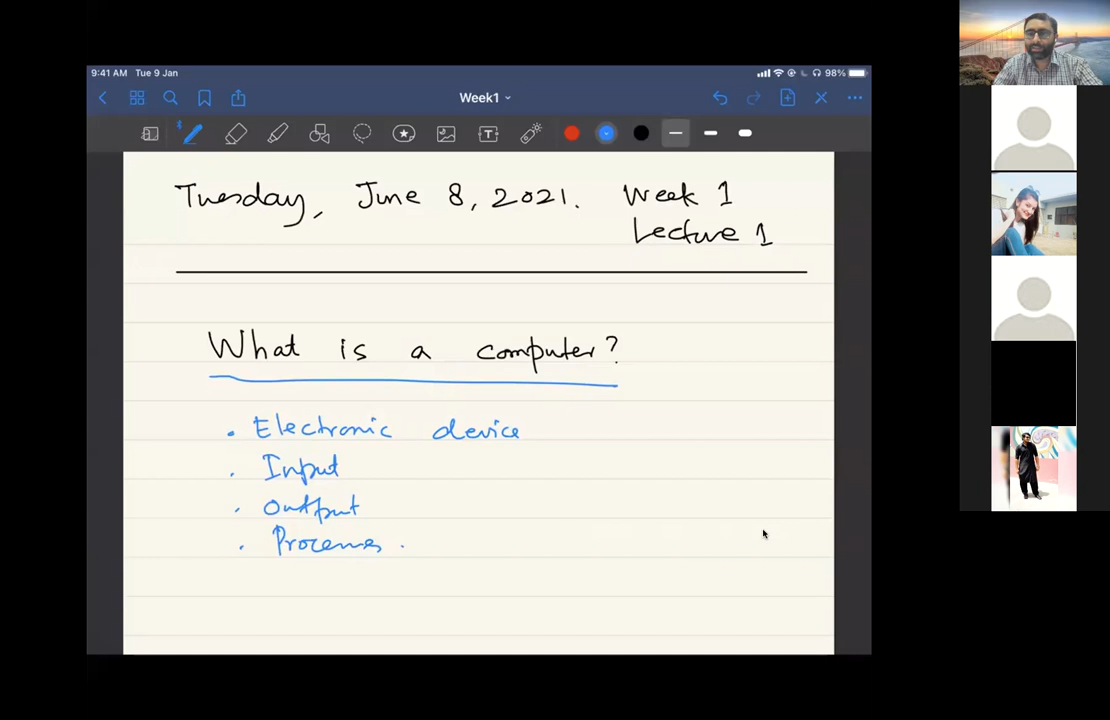 9:41 AM Tue 9 Jan
98%
Week1
T
Tuesday, June 8, 2021. Week 1
Lecture 1
What is a computer?
. Electronic device
. Input
. Output
. Processes .